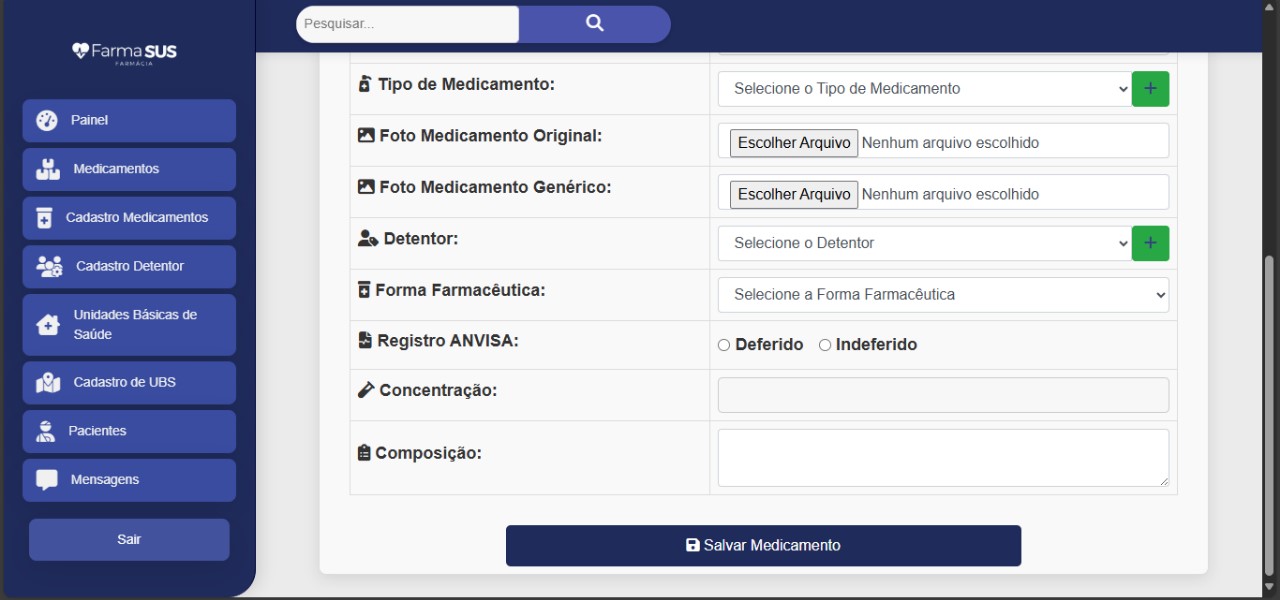 Farma SUS
FARMÁCIA
Painel
Medicamentos
Cadastro Medicamentos
Cadastro Detentor
Unidades Básicas de
Saúde
Cadastro de UBS
Pacientes
Mensagens
Sair
Pesquisar...
Tipo de Medicamento: Selecione o Tipo de Medicamento +
Foto Medicamento Original: Escolher Arquivo Nenhum arquivo escolhido
Foto Medicamento Genérico: Escolher Arquivo Nenhum arquivo escolhido
Detentor: Selecione o Detentor +
Forma Farmacêutica: Selecione a Forma Farmacêutica
Registro ANVISA: Deferido Indeferido
Concentração:
Composição:
Salvar Medicamento